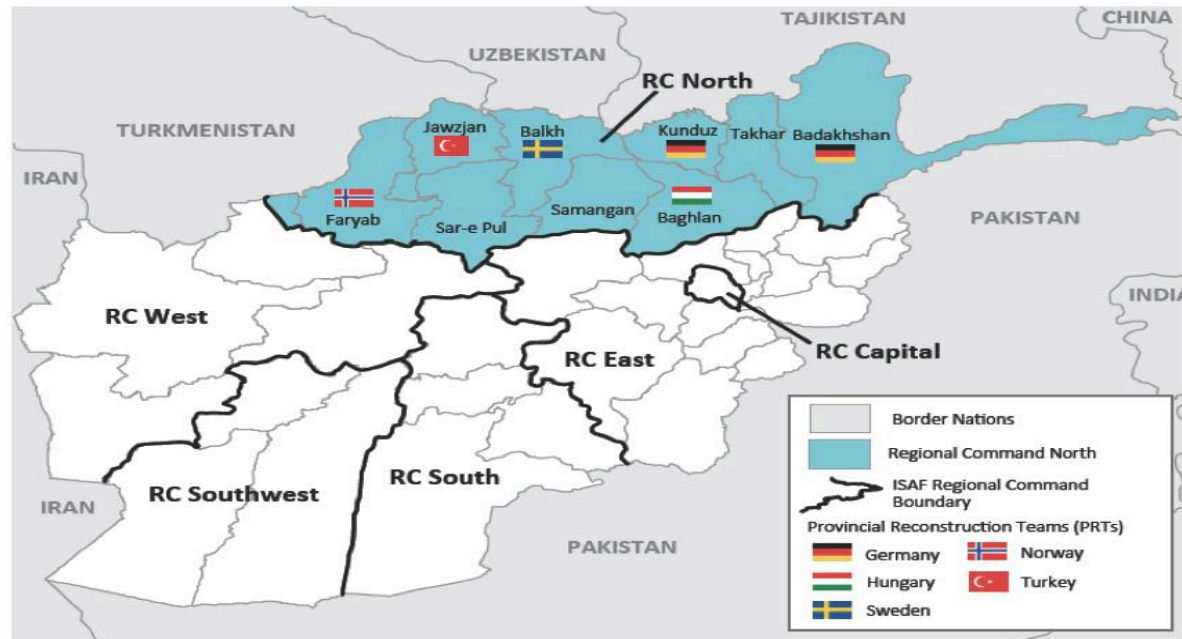 TAJIKISTAN
CHINA
UZBEKISTAN
RC North
TURKMENISTAN
Jawzjan
Balkh
Kunduz
Takhar
Badakhshan
IRAN
Faryab
Sar-e Pul
Samangan
Baghlan
PAKISTAN
INDIA
RC West
RC East
RC Capital
RC Southwest
RC South
IRAN
PAKISTAN
Border Nations
Regional Command North
ISAF Regional Command
Boundary
Provincial Reconstruction Teams (PRTs)
Germany
Norway
Hungary
Turkey
Sweden